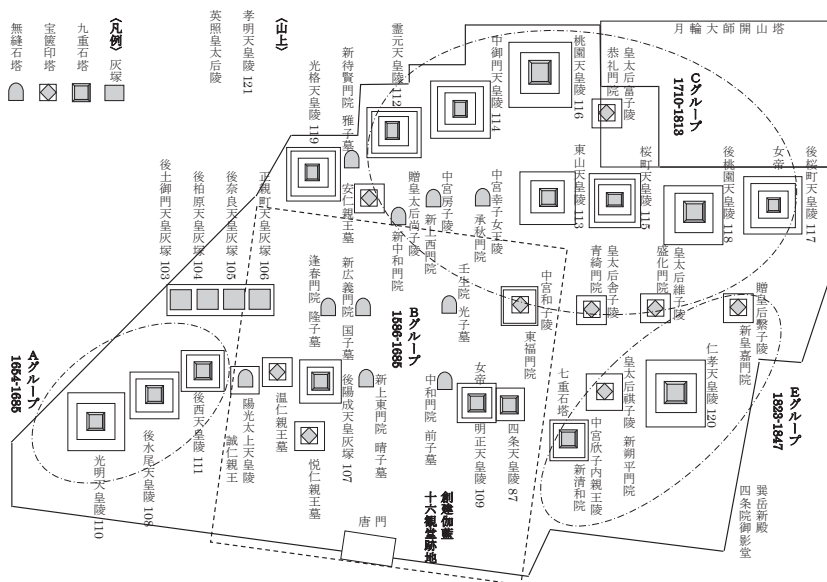 月輪大師開山塔
〈山上〉
孝明天皇陵 121
英照皇太后陵
〈凡例〉
灰塚
九重石塔
宝篋印塔
無縫石塔
Cグループ
1710-1813
皇太后富子陵
恭礼門院
桃園天皇陵 116
中御門天皇陵 114
霊元天皇陵 112
新待賢門院 雅子墓
光格天皇陵 119
後桜町天皇陵 117
女帝
後桃園天皇陵 118
桜町天皇陵 115
東山天皇陵 113
中宮幸子女王陵
承秋門院
中宮房子陵
新上西門院
贈皇太后尚子陵
新中和門院
安仁親王墓
正親町天皇灰塚 106
後奈良天皇灰塚 105
後柏原天皇灰塚 104
後土御門天皇灰塚 103
贈皇后繋子陵
新皇嘉門院
皇太后維子陵
盛化門院
皇太后舎子陵
青綺門院
中宮和子陵
東福門院
壬生院 光子墓
Bグループ
1586-1685
新広義門院 国子墓
逢春門院 隆子墓
Eグループ
1823-1847
仁孝天皇陵 120
皇太后祺子陵 新朔平門院
七重石塔
中宮欣子内親王陵
新清和院
四条天皇陵 87
女帝
明正天皇陵 109
中和門院 前子墓
新上東門院 晴子墓
後陽成天皇灰塚 107
温仁親王墓
悦仁親王墓
陽光太上天皇陵
誠仁親王
後西天皇陵 111
後水尾天皇陵 108
光明天皇陵 110
Aグループ
1654-1685
巽岳新殿
四条院御影堂
創建伽藍
十六観堂跡地
唐門